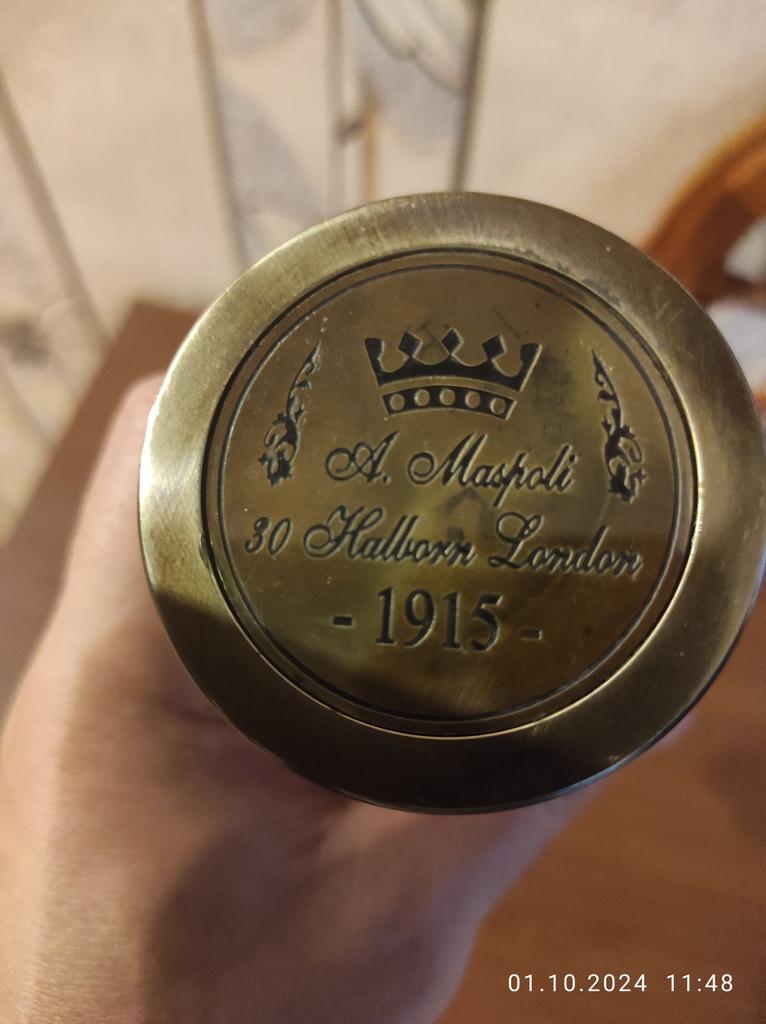 A. Maspoli
30 Halborn London
- 1915 -
01.10.2024 11:48